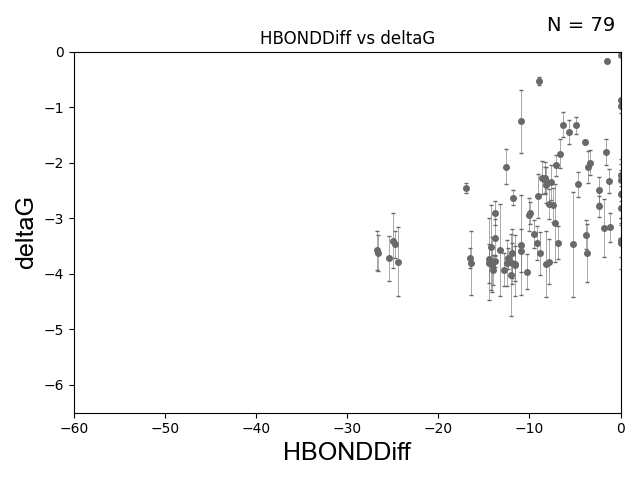 N = 79
HBONDDiff vs deltaG
0
−1
−2
−3
−4
−5
−6
deltaG
−60 −50 −40 −30 −20 −10 0
HBONDDiff